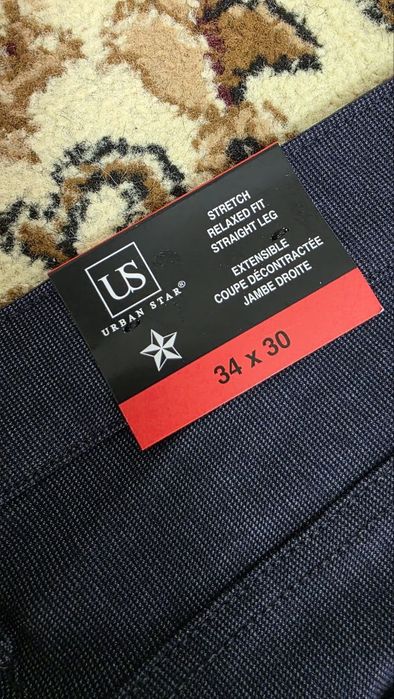 US
URBAN STAR®
STRETCH
RELAXED FIT
STRAIGHT LEG
EXTENSIBLE
COUPE DÉCONTRACTÉE
JAMBE DROITE
34 x 30